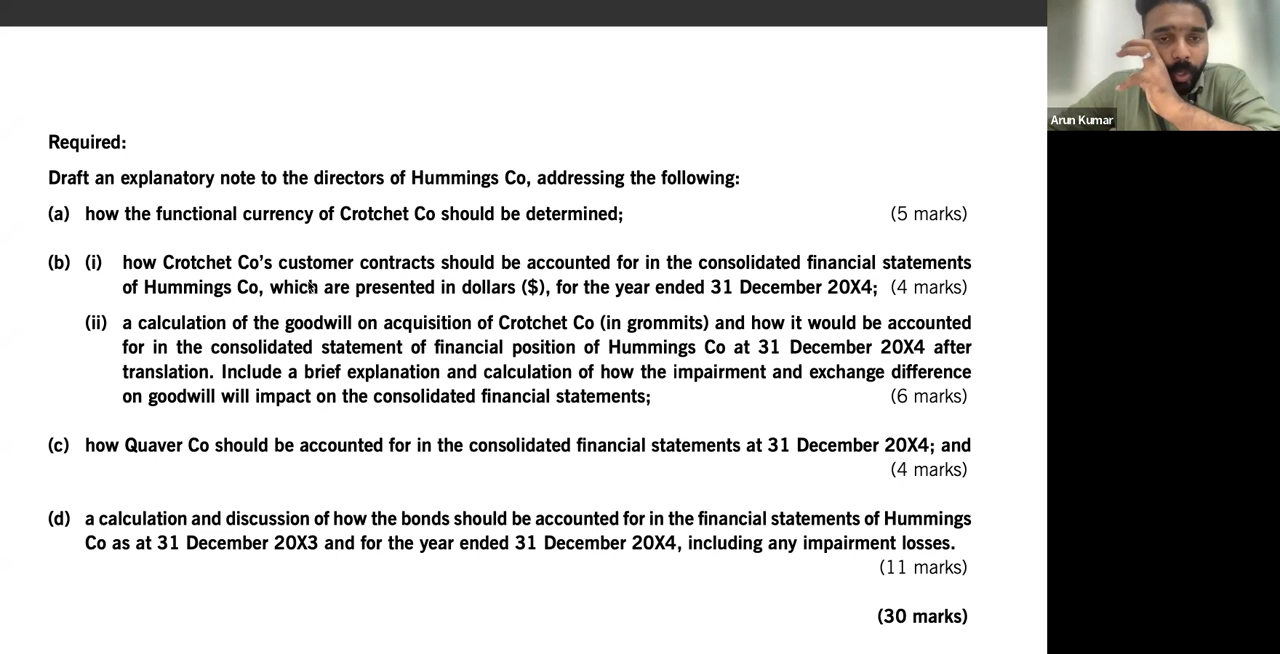 Required:
Draft an explanatory note to the directors of Hummings Co, addressing the following:
(a) how the functional currency of Crotchet Co should be determined; (5 marks)
(b) (i) how Crotchet Co's customer contracts should be accounted for in the consolidated financial statements
of Hummings Co, which are presented in dollars ($), for the year ended 31 December 20X4; (4 marks)
(ii) a calculation of the goodwill on acquisition of Crotchet Co (in grommits) and how it would be accounted
for in the consolidated statement of financial position of Hummings Co at 31 December 20X4 after
translation. Include a brief explanation and calculation of how the impairment and exchange difference
on goodwill will impact on the consolidated financial statements; (6 marks)
(c) how Quaver Co should be accounted for in the consolidated financial statements at 31 December 20X4; and
(4 marks)
(d) a calculation and discussion of how the bonds should be accounted for in the financial statements of Hummings
Co as at 31 December 20X3 and for the year ended 31 December 20X4, including any impairment losses.
(11 marks)
(30 marks)
Arun Kumar